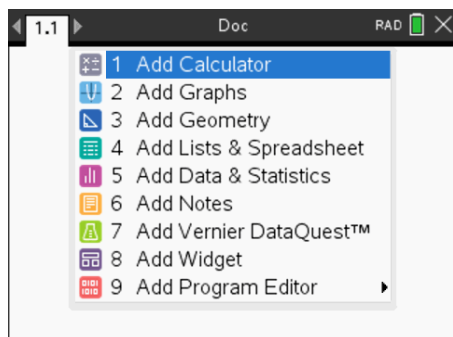 1.1 Doc RAD
1 Add Calculator
2 Add Graphs
3 Add Geometry
4 Add Lists & Spreadsheet
5 Add Data & Statistics
6 Add Notes
7 Add Vernier DataQuest™
8 Add Widget
9 Add Program Editor